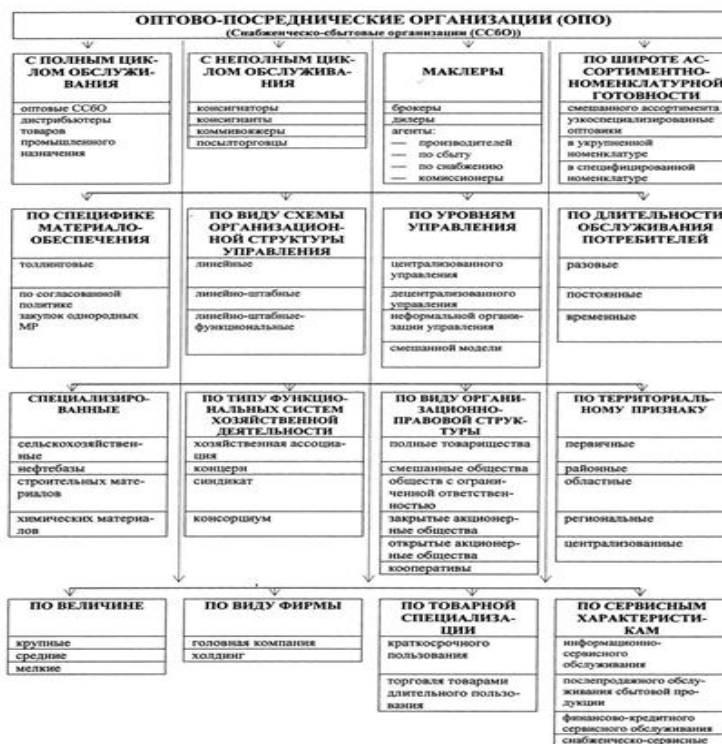 ОПТОВО-ПОСРЕДНИЧЕСКИЕ ОРГАНИЗАЦИИ (ОПО)
(Снабженческо-сбытовые организации (ССбО))
С ПОЛНЫМ ЦИК-
ЛОМ ОБСЛУЖИ-
ВАНИЯ
оптовые ССбО
дистрибьютеры
товаров
промышленного
назначения
С НЕПОЛНЫМ ЦИК-
ЛОМ ОБСЛУЖИВА-
НИЯ
консигнаторы
консигнанты
коммивояжеры
посылторговцы
МАКЛЕРЫ
брокеры
дилеры
агенты:
— производителей
— по сбыту
— по снабжению
— комиссионеры
ПО ШИРОТЕ АС-
СОРТИМЕНТНО-
НОМЕНКЛАТУРНОЙ
ГОТОВНОСТИ
смешанного ассортимента
узкоспециализированные
оптовики
в укрупненной
номенклатуре
в специфицированной
номенклатуре
ПО СПЕЦИФИКЕ
МАТЕРИАЛО-
ОБЕСПЕЧЕНИЯ
толлинговые
по согласованной
политике
закупок однородных
МР
ПО ВИДУ СХЕМЫ
ОРГАНИЗАЦИОН-
НОЙ СТРУКТУРЫ
УПРАВЛЕНИЯ
линейные
линейно-штабные
линейно-штабные-
функциональные
ПО УРОВНЯМ
УПРАВЛЕНИЯ
централизованного
управления
децентрализованного
управления
неформальной органи-
зации управления
смешанной модели
ПО ДЛИТЕЛЬНОСТИ
ОБСЛУЖИВАНИЯ
ПОТРЕБИТЕЛЕЙ
разовые
постоянные
временные
СПЕЦИАЛИЗИРО-
ВАННЫЕ
сельскохозяйствен-
ные
нефтебазы
строительных мате-
риалов
химических материа-
лов
ПО ТИПУ ФУНКЦИО-
НАЛЬНЫХ СИСТЕМ
ХОЗЯЙСТВЕННОЙ
ДЕЯТЕЛЬНОСТИ
хозяйственная ассоциа-
ция
концерн
синдикат
консорциум
ПО ВИДУ ОРГАНИ-
ЗАЦИОННО-
ПРАВОВОЙ СТРУК-
ТУРЫ
полные товарищества
смешанные общества
обществ с ограни-
ченной ответствен-
ностью
закрытые акционер-
ные общества
открытые акционер-
ные общества
кооперативы
ПО ТЕРРИТОРИАЛЬ-
НОМУ ПРИЗНАКУ
первичные
районные
областные
региональные
централизованные
ПО ВЕЛИЧИНЕ
крупные
средние
мелкие
ПО ВИДУ ФИРМЫ
головная компания
холдинг
ПО ТОВАРНОЙ
СПЕЦИАЛИЗА-
ЦИИ
краткосрочного
пользования
торговля товарами
длительного пользо-
вания
ПО СЕРВИСНЫМ
ХАРАКТЕРИСТИ-
КАМ
информационно-
сервисного
обслуживания
послепродажного обслу-
живания сбытовой про-
дукции
финансово-кредитного
сервисного обслуживания
снабженческо-сервисные